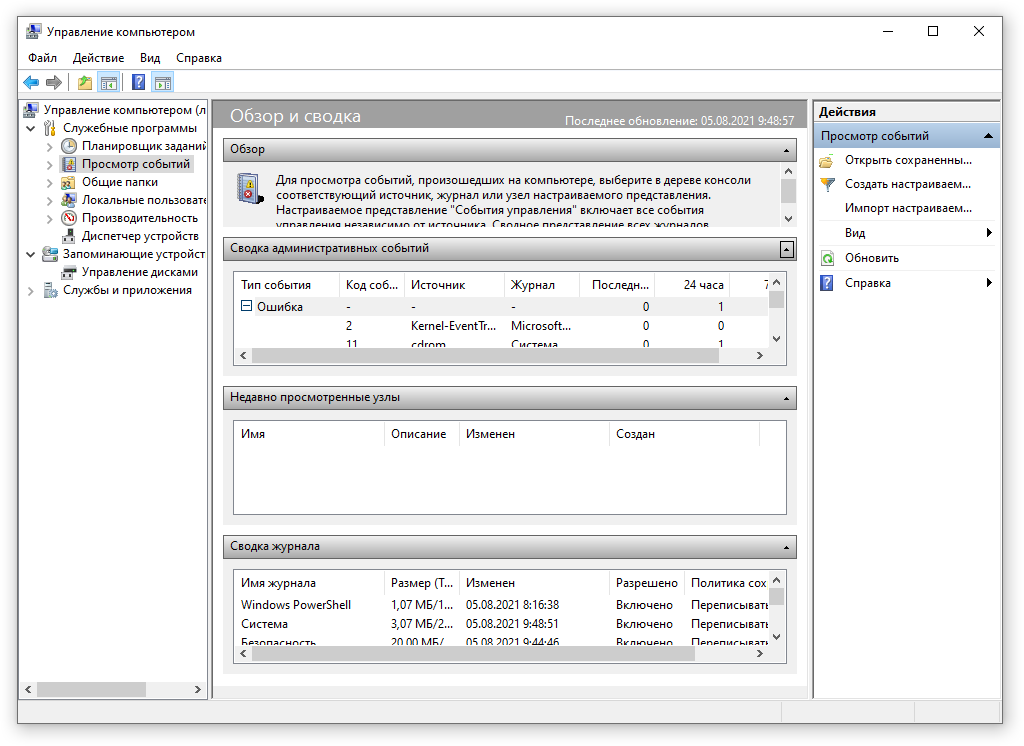 Управление компьютером
Файл Действие Вид Справка
Управление компьютером (л
Служебные программы
Планировщик заданий
Просмотр событий
Общие папки
Локальные пользовате
Производительность
Диспетчер устройств
Запоминающие устройст
Управление дисками
Службы и приложения
Обзор и сводка
Последнее обновление: 05.08.2021 9:48:57
Обзор
Для просмотра событий, произошедших на компьютере, выберите в дереве консоли
соответствующий источник, журнал или узел настраиваемого представления.
Настраиваемое представление "События управления" включает все события
управления независимо от источника. Сводное представление всех журналов
Сводка административных событий
Тип события Код соб... Источник Журнал Последн... 24 часа 7
Ошибка - - - 0 1
2 Kernel-EventTr... Microsoft... 0 0
11 cdrom Система 0 1
Недавно просмотренные узлы
Имя Описание Изменен Создан
Сводка журнала
Имя журнала Размер (Т... Изменен Разрешено Политика сох
Windows PowerShell 1,07 МБ/1... 05.08.2021 8:16:38 Включено Переписывать
Система 3,07 МБ/2... 05.08.2021 9:48:51 Включено Переписывать
Безопасность 20,00 МБ/ 05.08.2021 9:44:46 Включено Переписывать
Действия
Просмотр событий
Открыть сохраненны...
Создать настраиваем...
Импорт настраиваем...
Вид
Обновить
Справка